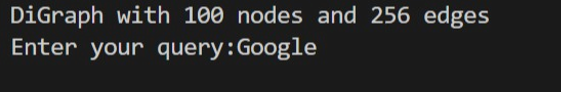 DiGraph with 100 nodes and 256 edges
Enter your query:Google